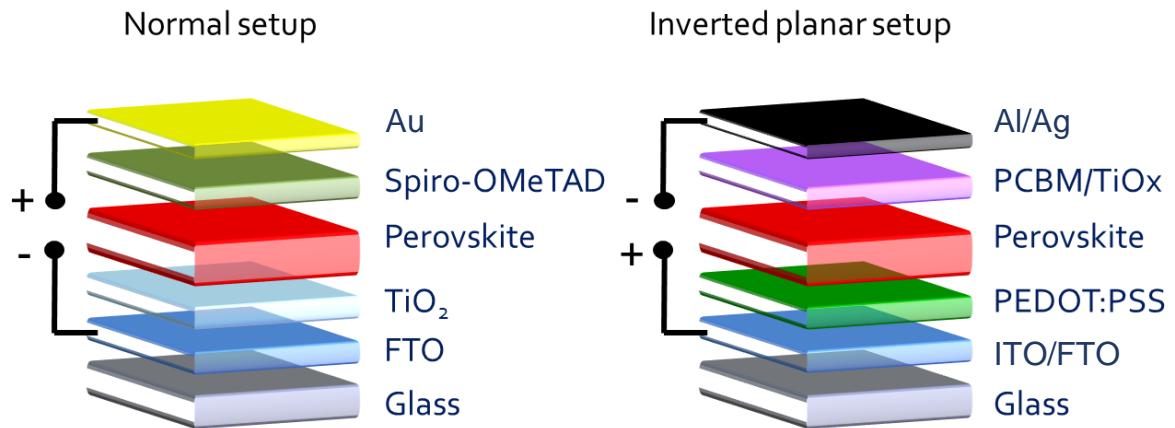 Normal setup
Au
Spiro-OMeTAD
Perovskite
TiO₂
FTO
Glass
+
-
Inverted planar setup
Al/Ag
PCBM/TiOx
Perovskite
PEDOT:PSS
ITO/FTO
Glass
-
+